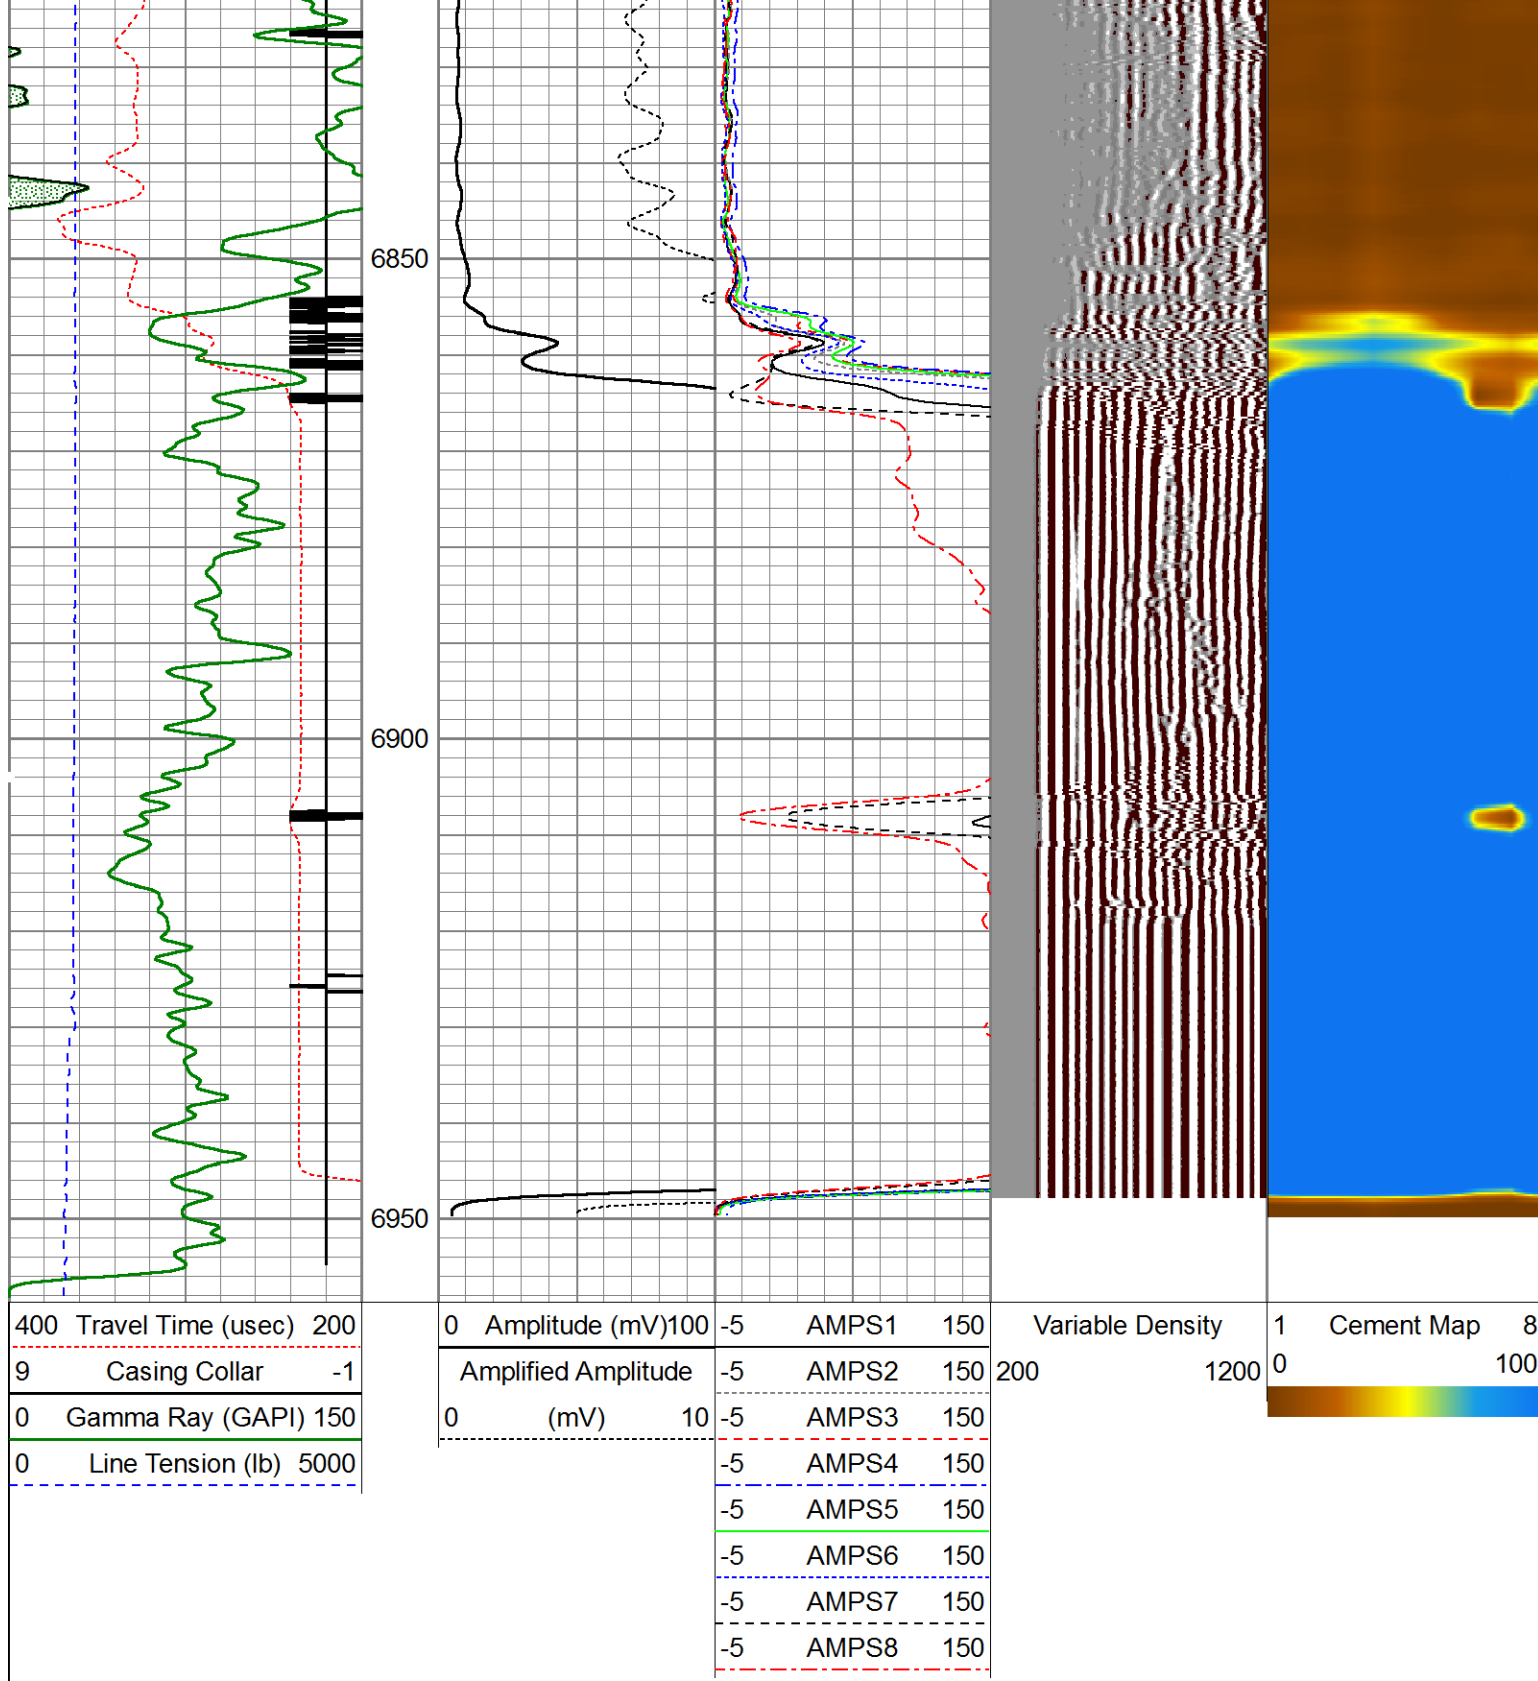 6850
6900
6950
400 Travel Time (usec) 200
9 Casing Collar -1
0 Gamma Ray (GAPI) 150
0 Line Tension (lb) 5000
0 Amplitude (mV) 100
Amplified Amplitude
0 (mV) 10
-5 AMPS1 150
-5 AMPS2 150
-5 AMPS3 150
-5 AMPS4 150
-5 AMPS5 150
-5 AMPS6 150
-5 AMPS7 150
-5 AMPS8 150
Variable Density
200 1200
1 Cement Map 8
0 100